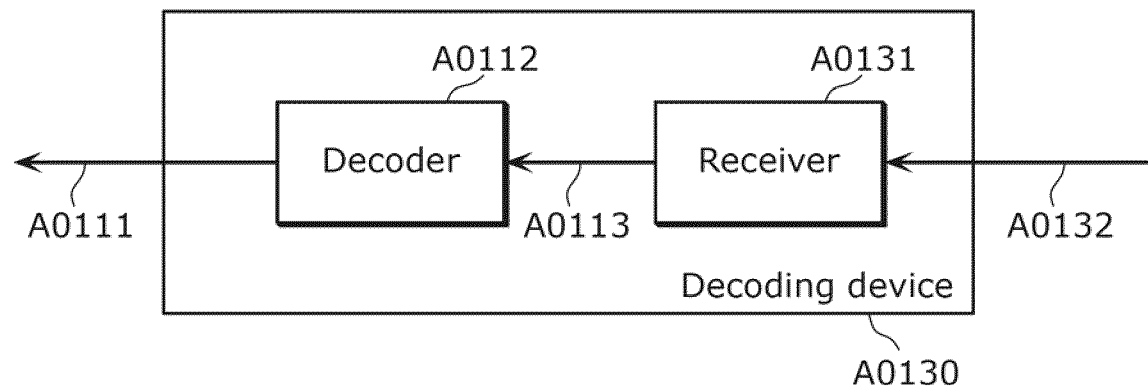 A0112
A0131
Decoder
Receiver
A0111
A0113
A0132
Decoding device
A0130